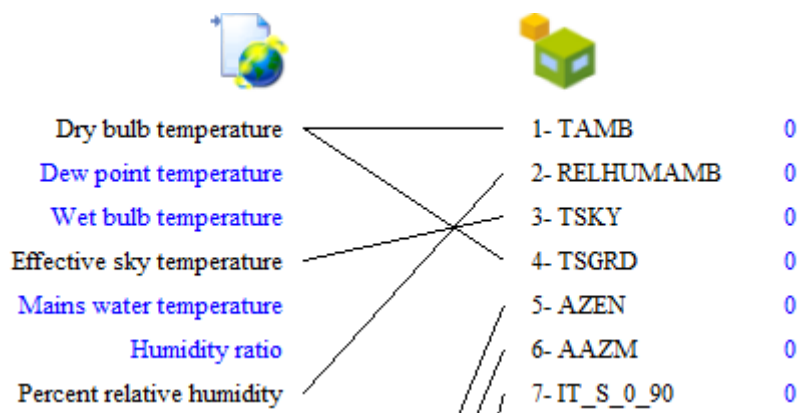 Dry bulb temperature 1- TAMB 0
Dew point temperature 2- RELHUMAMB 0
Wet bulb temperature 3- TSKY 0
Effective sky temperature 4- TSGRD 0
Mains water temperature 5- AZEN 0
Humidity ratio 6- AAZM 0
Percent relative humidity 7- IT_S_0_90 0